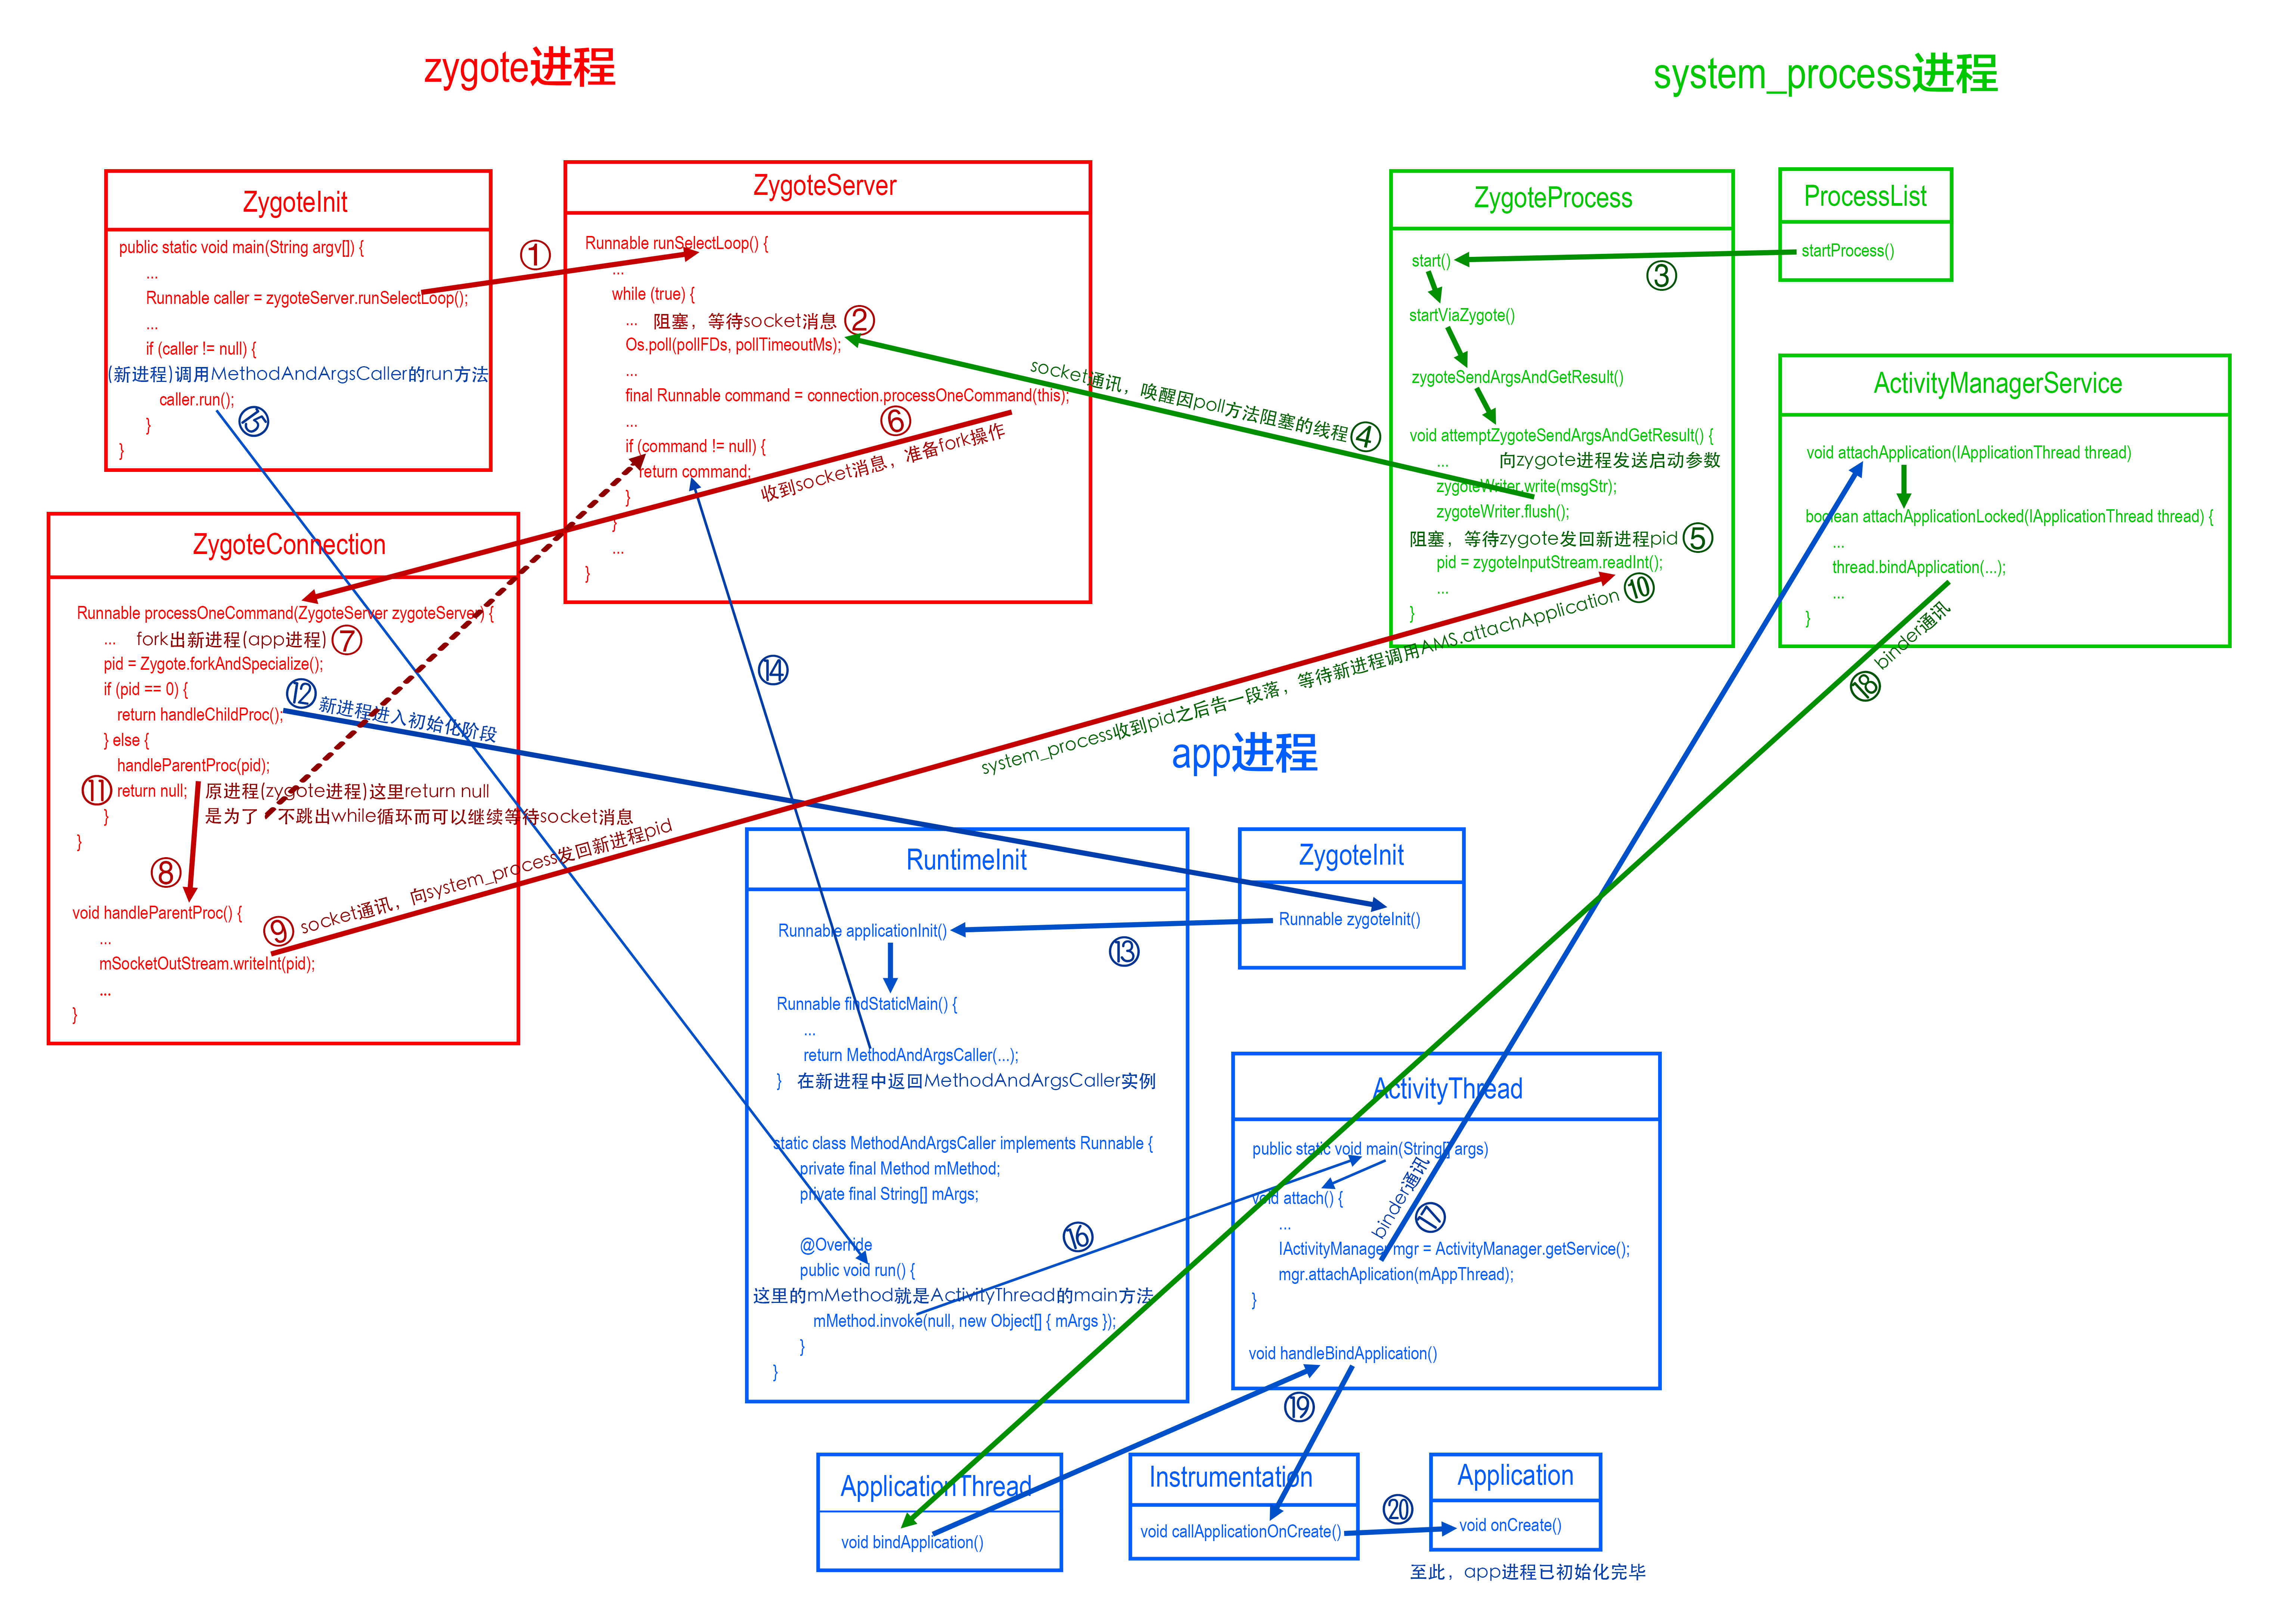 zygote进程
system_process进程
ZygoteInit
public static void main(String argv[]) {
...
Runnable caller = zygoteServer.runSelectLoop();
...
if (caller != null) {
(新进程)调用MethodAndArgsCaller的run方法
caller.run();
}
}
⑮
①
ZygoteServer
Runnable runSelectLoop() {
...
while (true) {
... 阻塞，等待socket消息 ②
Os.poll(pollFDs, pollTimeoutMs);
...
final Runnable command = connection.processOneCommand(this);
...
⑥
收到socket消息，准备fork操作
if (command != null) {
return command;
}
}
...
}
ZygoteProcess
start()
startViaZygote()
zygoteSendArgsAndGetResult()
void attemptZygoteSendArgsAndGetResult() {
... 向zygote进程发送启动参数
zygoteWriter.write(msgStr);
zygoteWriter.flush();
阻塞，等待zygote发回新进程pid ⑤
pid = zygoteInputStream.readInt();
...
}
③
ProcessList
startProcess()
socket通讯，唤醒因poll方法阻塞的线程④
ActivityManagerService
void attachApplication(IApplicationThread thread)
boolean attachApplicationLocked(IApplicationThread thread) {
...
thread.bindApplication(...);
...
}
⑱ binder通讯
ZygoteConnection
Runnable processOneCommand(ZygoteServer zygoteServer) {
... fork出新进程(app进程) ⑦
pid = Zygote.forkAndSpecialize();
if (pid == 0) {
⑫ 新进程进入初始化阶段
return handleChildProc();
} else {
handleParentProc(pid);
⑪ return null; 原进程(zygote进程)这里return null
} 是为了，不跳出while循环而可以继续等待socket消息
}
⑧
void handleParentProc() {
...
mSocketOutStream.writeInt(pid);
...
}
⑨ socket通讯，向system_process发回新进程pid
system_process收到pid之后告一段落，等待新进程调用AMS.attachApplication ⑩
⑭
app进程
RuntimeInit
Runnable applicationInit()
Runnable findStaticMain() {
...
return MethodAndArgsCaller(...);
} 在新进程中返回MethodAndArgsCaller实例
static class MethodAndArgsCaller implements Runnable {
private final Method mMethod;
private final String[] mArgs;
@Override
public void run() {
这里的mMethod就是ActivityThread的main方法
mMethod.invoke(null, new Object[] { mArgs });
}
}
⑬
ZygoteInit
Runnable zygoteInit()
⑯
ActivityThread
public static void main(String[] args)
void attach() {
...
IActivityManager mgr = ActivityManager.getService();
mgr.attachAplication(mAppThread);
}
void handleBindApplication()
binder通讯
⑰
⑲
ApplicationThread
void bindApplication()
Instrumentation
void callApplicationOnCreate()
⑳
Application
void onCreate()
至此，app进程已初始化完毕